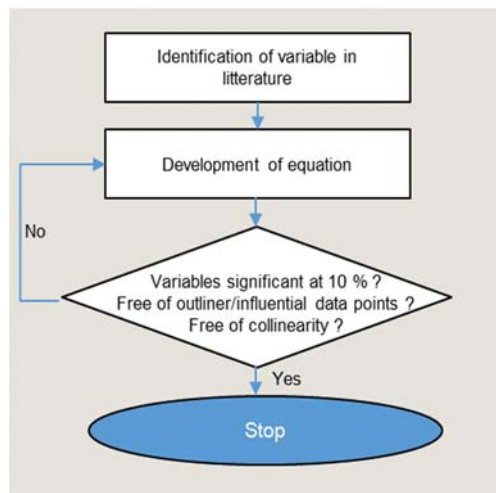 Identification of variable in
litterature
Development of equation
No
Variables significant at 10 % ?
Free of outliner/influential data points ?
Free of collinearity ?
Yes
Stop